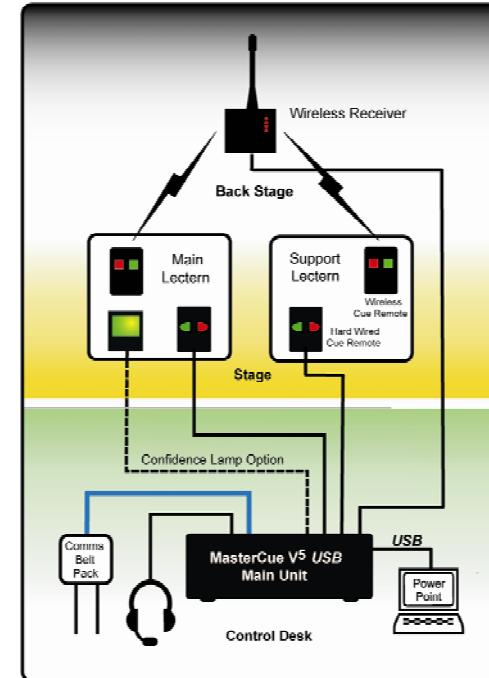 Wireless Receiver
Back Stage
Main
Lectern
Support
Lectern
Wireless
Cue Remote
Hard Wired
Cue Remote
Stage
Confidence Lamp Option
Comms
Belt
Pack
MasterCue V5 USB
Main Unit
USB
Power
Point
Control Desk